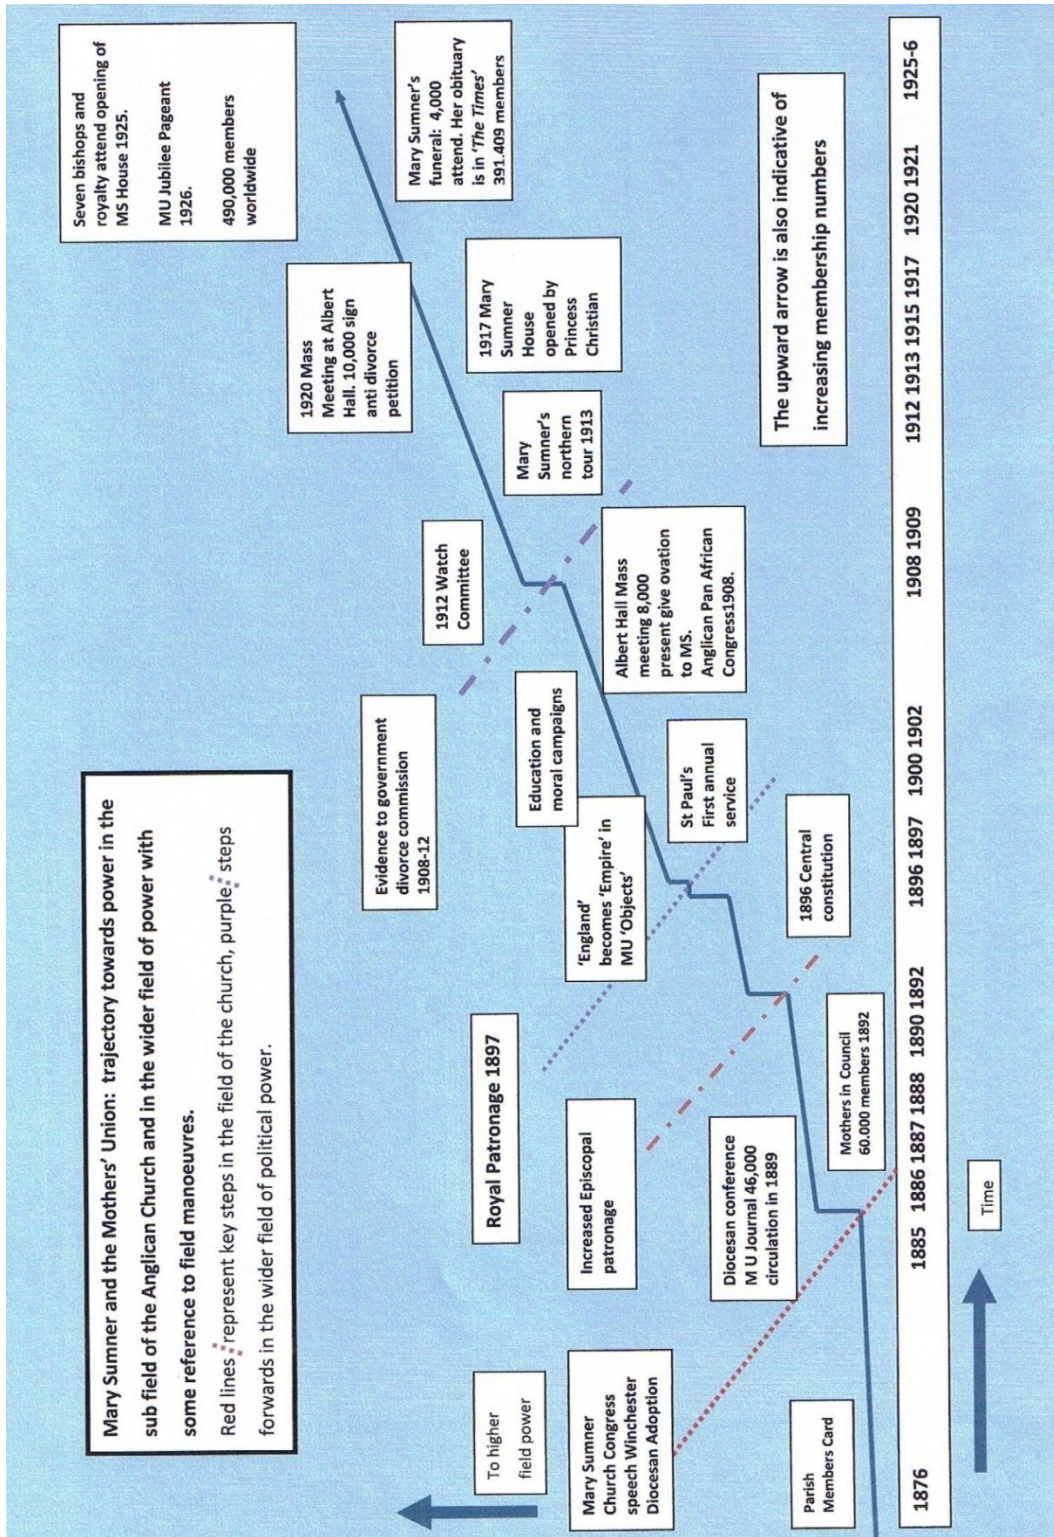 Mary Sumner and the Mothers' Union: trajectory towards power in the
sub field of the Anglican Church and in the wider field of power with
some reference to field manoeuvres.
Red lines represent key steps in the field of the church, purple steps
forwards in the wider field of political power.
Seven bishops and
royalty attend opening of
MS House 1925.
MU Jubilee Pageant
1926.
490,000 members
worldwide
1920 Mass
Meeting at Albert
Hall. 10,000 sign
anti divorce
petition
Mary Sumner's
funeral: 4,000
attend. Her obituary
is in 'The Times'
391.409 members
Evidence to government
divorce commission
1908-12
1912 Watch
Committee
1917 Mary
Sumner
House
opened by
Princess
Christian
To higher
field power
Royal Patronage 1897
Education and
moral campaigns
Mary
Sumner's
northern
tour 1913
Mary Sumner
Church Congress
speech Winchester
Diocesan Adoption
Increased Episcopal
patronage
'England'
becomes 'Empire' in
MU 'Objects'
Albert Hall Mass
meeting 8,000
present give ovation
to MS.
Anglican Pan African
Congress1908.
St Paul's
First annual
service
Diocesan conference
M U Journal 46,000
circulation in 1889
The upward arrow is also indicative of
increasing membership numbers
Parish
Members Card
1896 Central
constitution
Mothers in Council
60.000 members 1892
1876 1885 1886 1887 1888 1890 1892 1896 1897 1900 1902 1908 1909 1912 1913 1915 1917 1920 1921 1925-6
Time